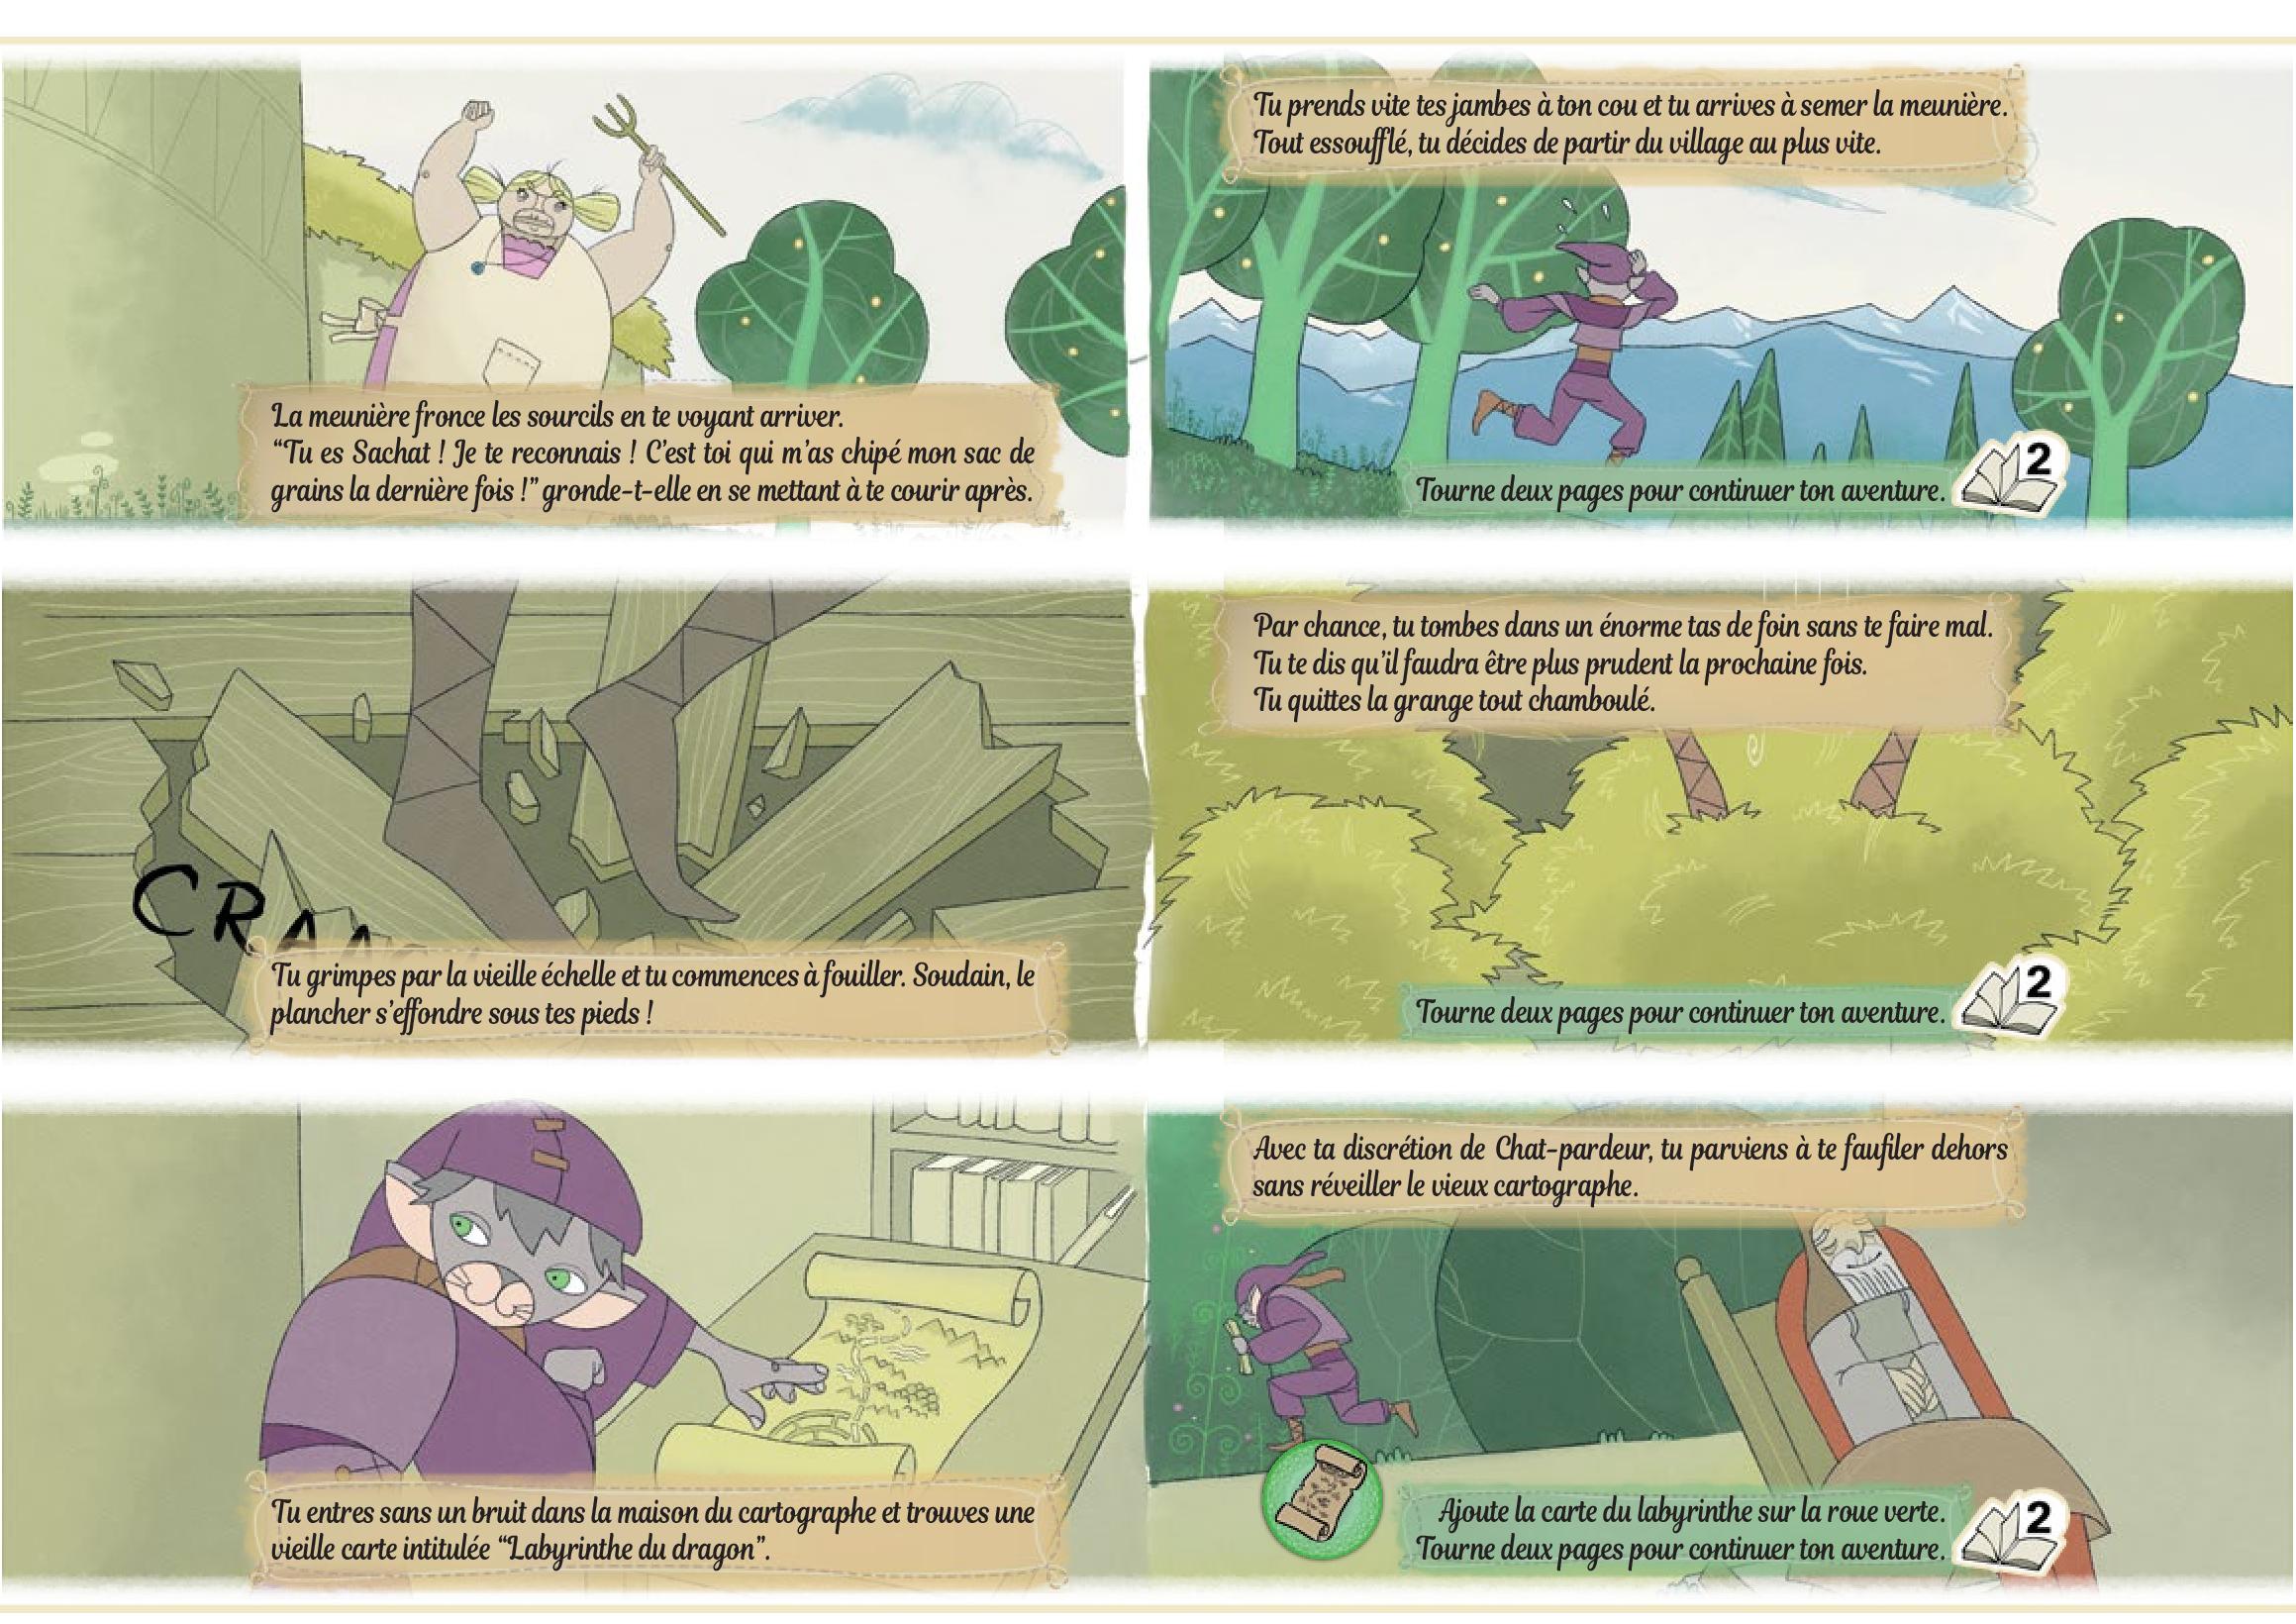 La meunière fronce les sourcils en te voyant arriver.
“Tu es Sachat ! Je te reconnais ! C’est toi qui m’as chipé mon sac de
grains la dernière fois !” gronde-t-elle en se mettant à te courir après.
Tu prends vite tes jambes à ton cou et tu arrives à semer la meunière.
Tout essoufflé, tu décides de partir du village au plus vite.
Tourne deux pages pour continuer ton aventure.
2
Tu grimpes par la vieille échelle et tu commences à fouiller. Soudain, le
plancher s’effondre sous tes pieds !
Par chance, tu tombes dans un énorme tas de foin sans te faire mal.
Tu te dis qu’il faudra être plus prudent la prochaine fois.
Tu quittes la grange tout chamboulé.
Tourne deux pages pour continuer ton aventure.
2
Tu entres sans un bruit dans la maison du cartographe et trouves une
vieille carte intitulée “Labyrinthe du dragon”.
Avec ta discrétion de Chat-pardeur, tu parviens à te faufiler dehors
sans réveiller le vieux cartographe.
Ajoute la carte du labyrinthe sur la roue verte.
Tourne deux pages pour continuer ton aventure.
2